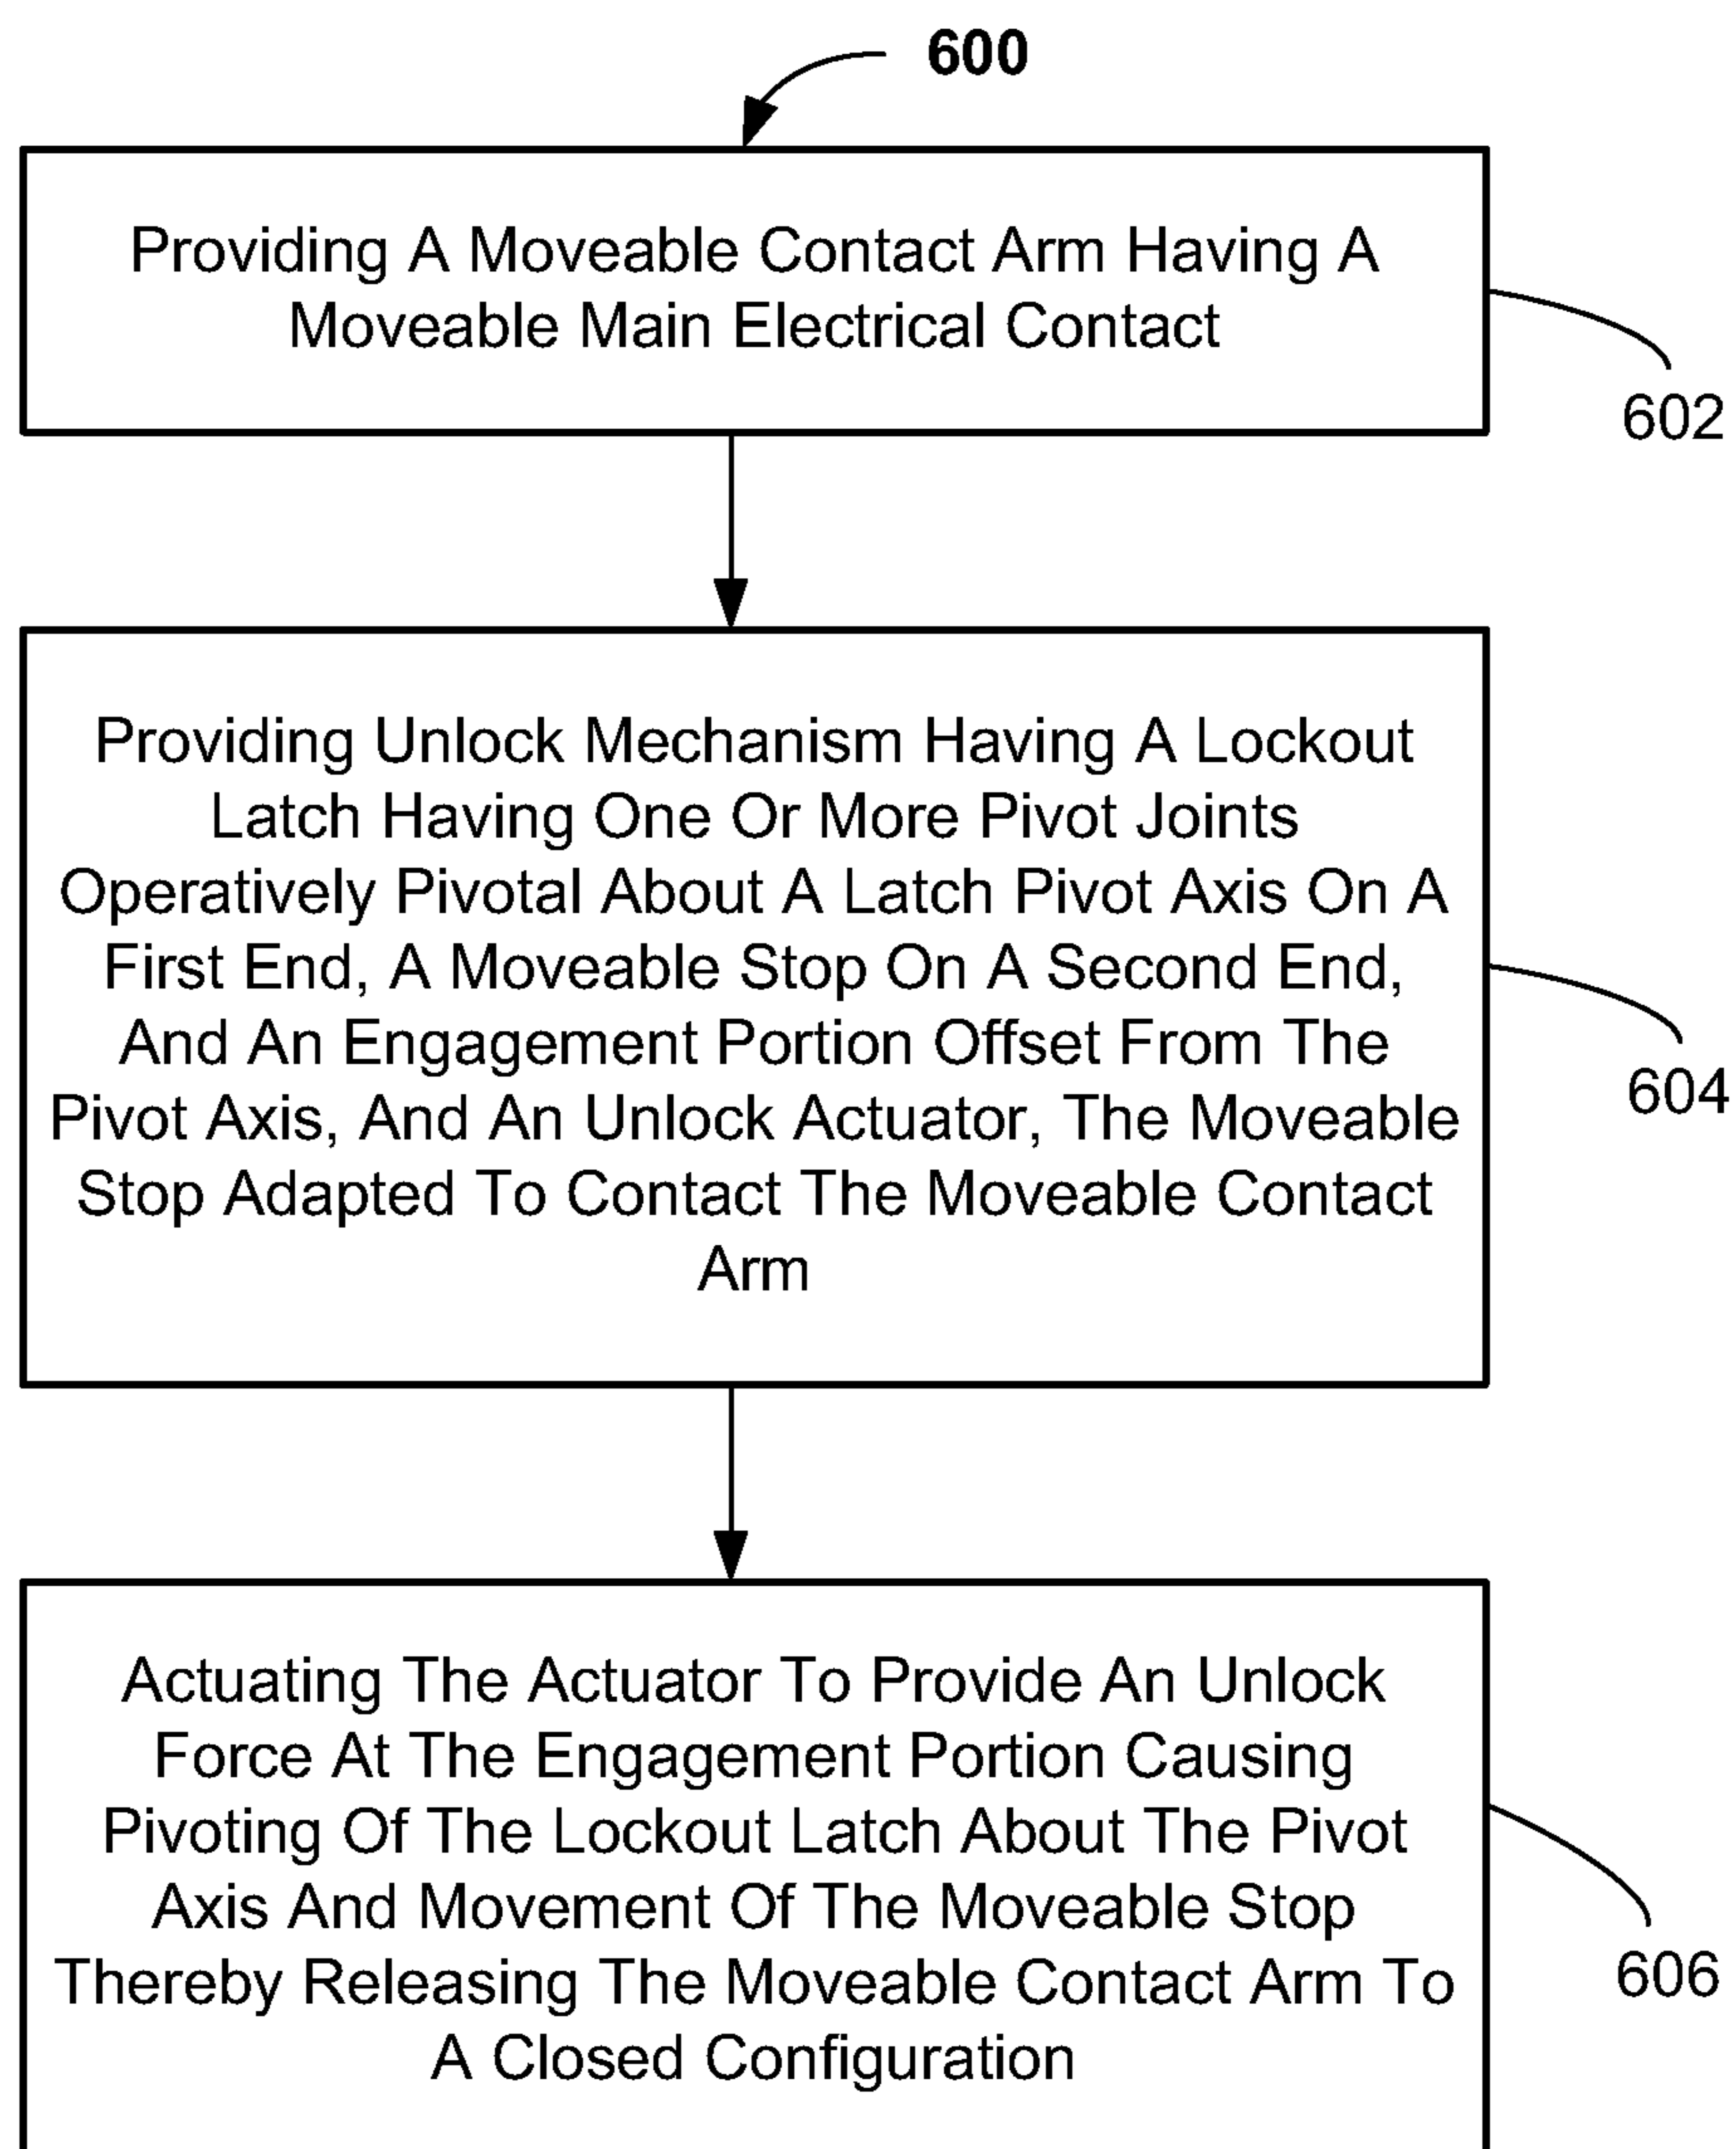 600
Providing A Moveable Contact Arm Having A
Moveable Main Electrical Contact
602
Providing Unlock Mechanism Having A Lockout
Latch Having One Or More Pivot Joints
Operatively Pivotal About A Latch Pivot Axis On A
First End, A Moveable Stop On A Second End,
And An Engagement Portion Offset From The
Pivot Axis, And An Unlock Actuator, The Moveable
Stop Adapted To Contact The Moveable Contact
Arm
604
Actuating The Actuator To Provide An Unlock
Force At The Engagement Portion Causing
Pivoting Of The Lockout Latch About The Pivot
Axis And Movement Of The Moveable Stop
Thereby Releasing The Moveable Contact Arm To
A Closed Configuration
606